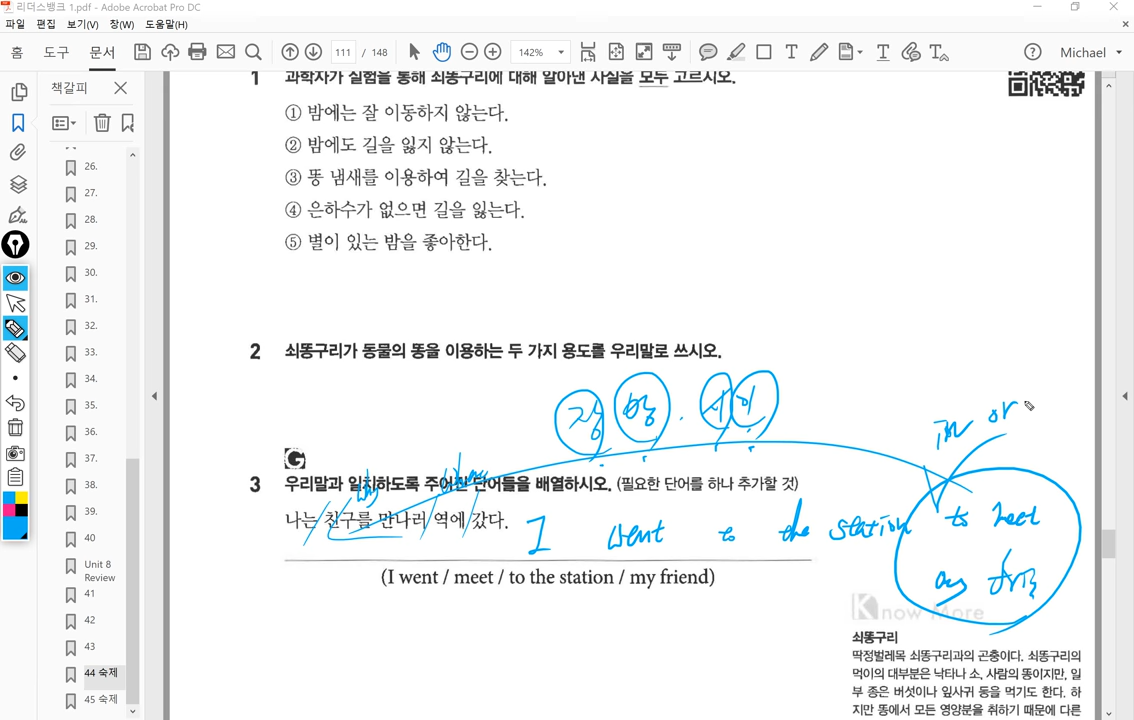 리더스뱅크 1.pdf - Adobe Acrobat Pro DC
파일 편집 보기(V) 창(W) 도움말(H)
홈 도구 문서 111 / 148 142% Michael
책갈피
26.
27.
28.
29.
30.
31.
32.
33.
34.
35.
36.
37.
38.
39.
40
Unit 8
Review
41
42
43
44 숙제
45 숙제
1 과학자가 실험을 통해 쇠똥구리에 대해 알아낸 사실을 모두 고르시오.
① 밤에는 잘 이동하지 않는다.
② 밤에도 길을 잃지 않는다.
③ 똥 냄새를 이용하여 길을 찾는다.
④ 은하수가 없으면 길을 잃는다.
⑤ 별이 있는 밤을 좋아한다.
2 쇠똥구리가 동물의 똥을 이용하는 두 가지 용도를 우리말로 쓰시오.
장 방 . 시 이
or
G
3 우리말과 일치하도록 주어진 단어들을 배열하시오. (필요한 단어를 하나 추가할 것)
나는 친구를 만나러 역에 갔다. I went to the station to meet
my
(I went / meet / to the station / my friend)
Know More
쇠똥구리
딱정벌레목 쇠똥구리과의 곤충이다. 쇠똥구리의
먹이의 대부분은 낙타나 소, 사람의 똥이지만, 일
부 종은 버섯이나 잎사귀 등을 먹기도 한다. 하
지만 똥에서 모든 영양분을 취하기 때문에 다른